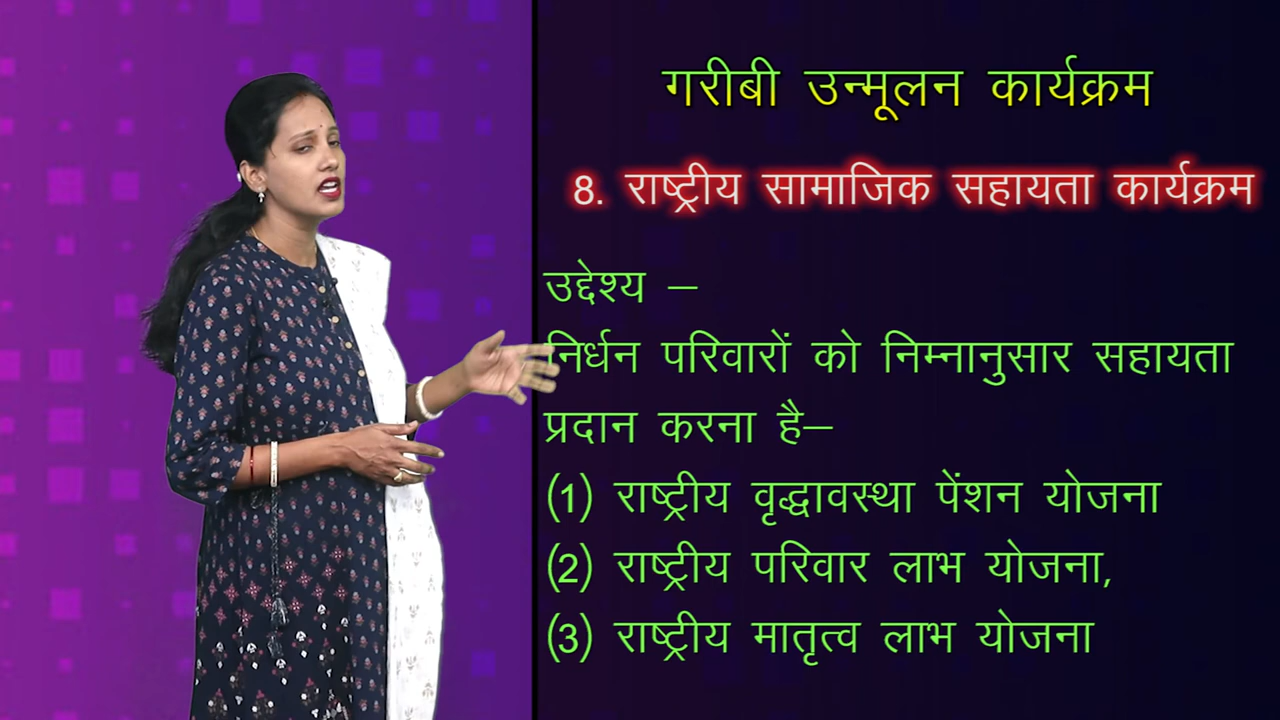 गरीबी उन्मूलन कार्यक्रम
8. राष्ट्रीय सामाजिक सहायता कार्यक्रम
उद्देश्य –
निर्धन परिवारों को निम्नानुसार सहायता
प्रदान करना है–
(1) राष्ट्रीय वृद्धावस्था पेंशन योजना
(2) राष्ट्रीय परिवार लाभ योजना,
(3) राष्ट्रीय मातृत्व लाभ योजना